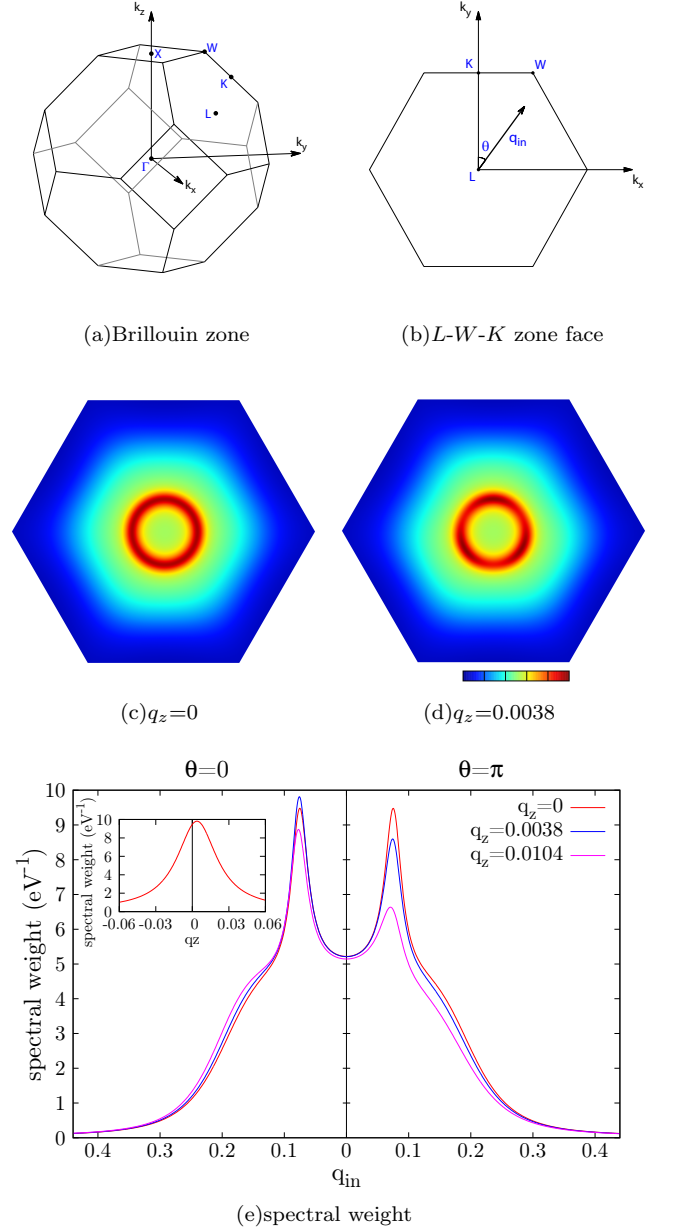 k_z
X
W
K
L
k_y
Γ
k_x
k_y
K
W
θ
q_in
L
k_x
(a)Brillouin zone
(b)L-W-K zone face
(c)q_z=0
(d)q_z=0.0038
θ=0
θ=π
10
9
8
7
6
5
4
3
2
1
0
spectral weight (eV⁻¹)
10
8
6
4
2
0
spectral weight (eV⁻¹)
-0.06 -0.03 0 0.03 0.06
qz
q_z=0
q_z=0.0038
q_z=0.0104
0.4 0.3 0.2 0.1 0 0.1 0.2 0.3 0.4
q_in
(e)spectral weight